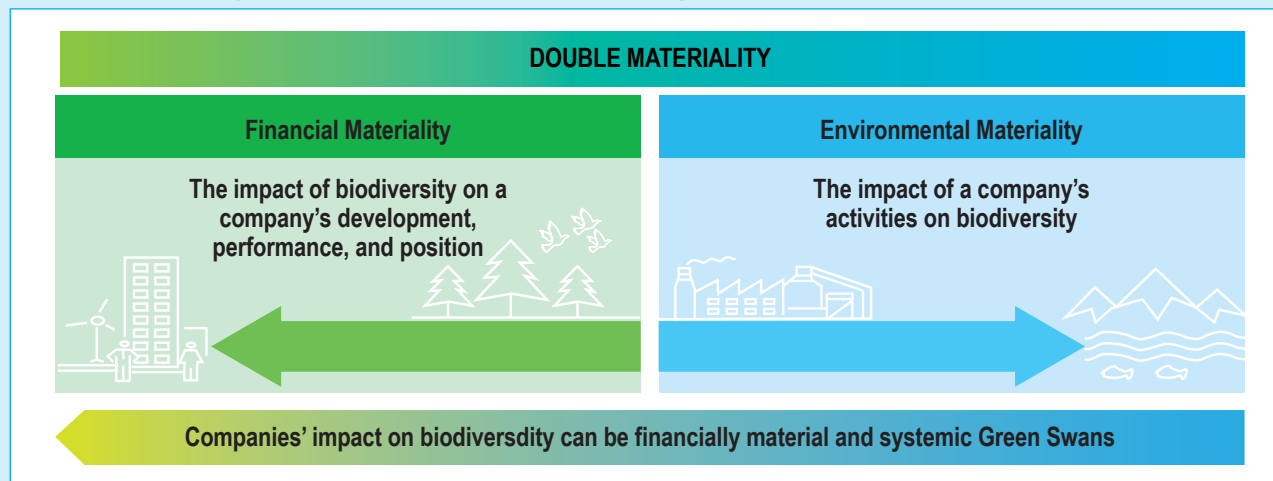 DOUBLE MATERIALITY
Financial Materiality
The impact of biodiversity on a
company's development,
performance, and position
Environmental Materiality
The impact of a company's
activities on biodiversity
Companies' impact on biodiversdity can be financially material and systemic Green Swans